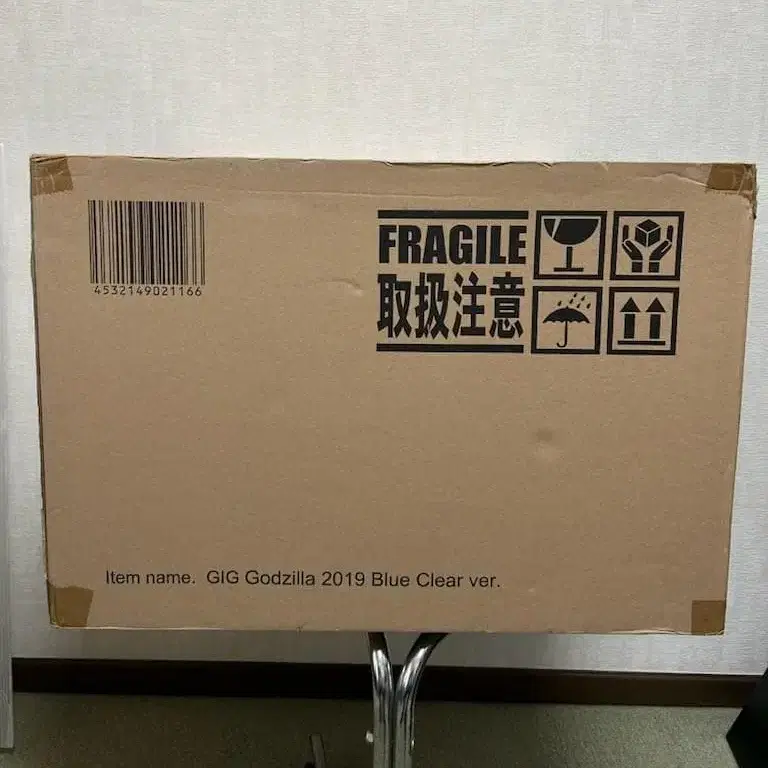 4532149021166
FRAGILE
取扱注意
Item name. GIG Godzilla 2019 Blue Clear ver.